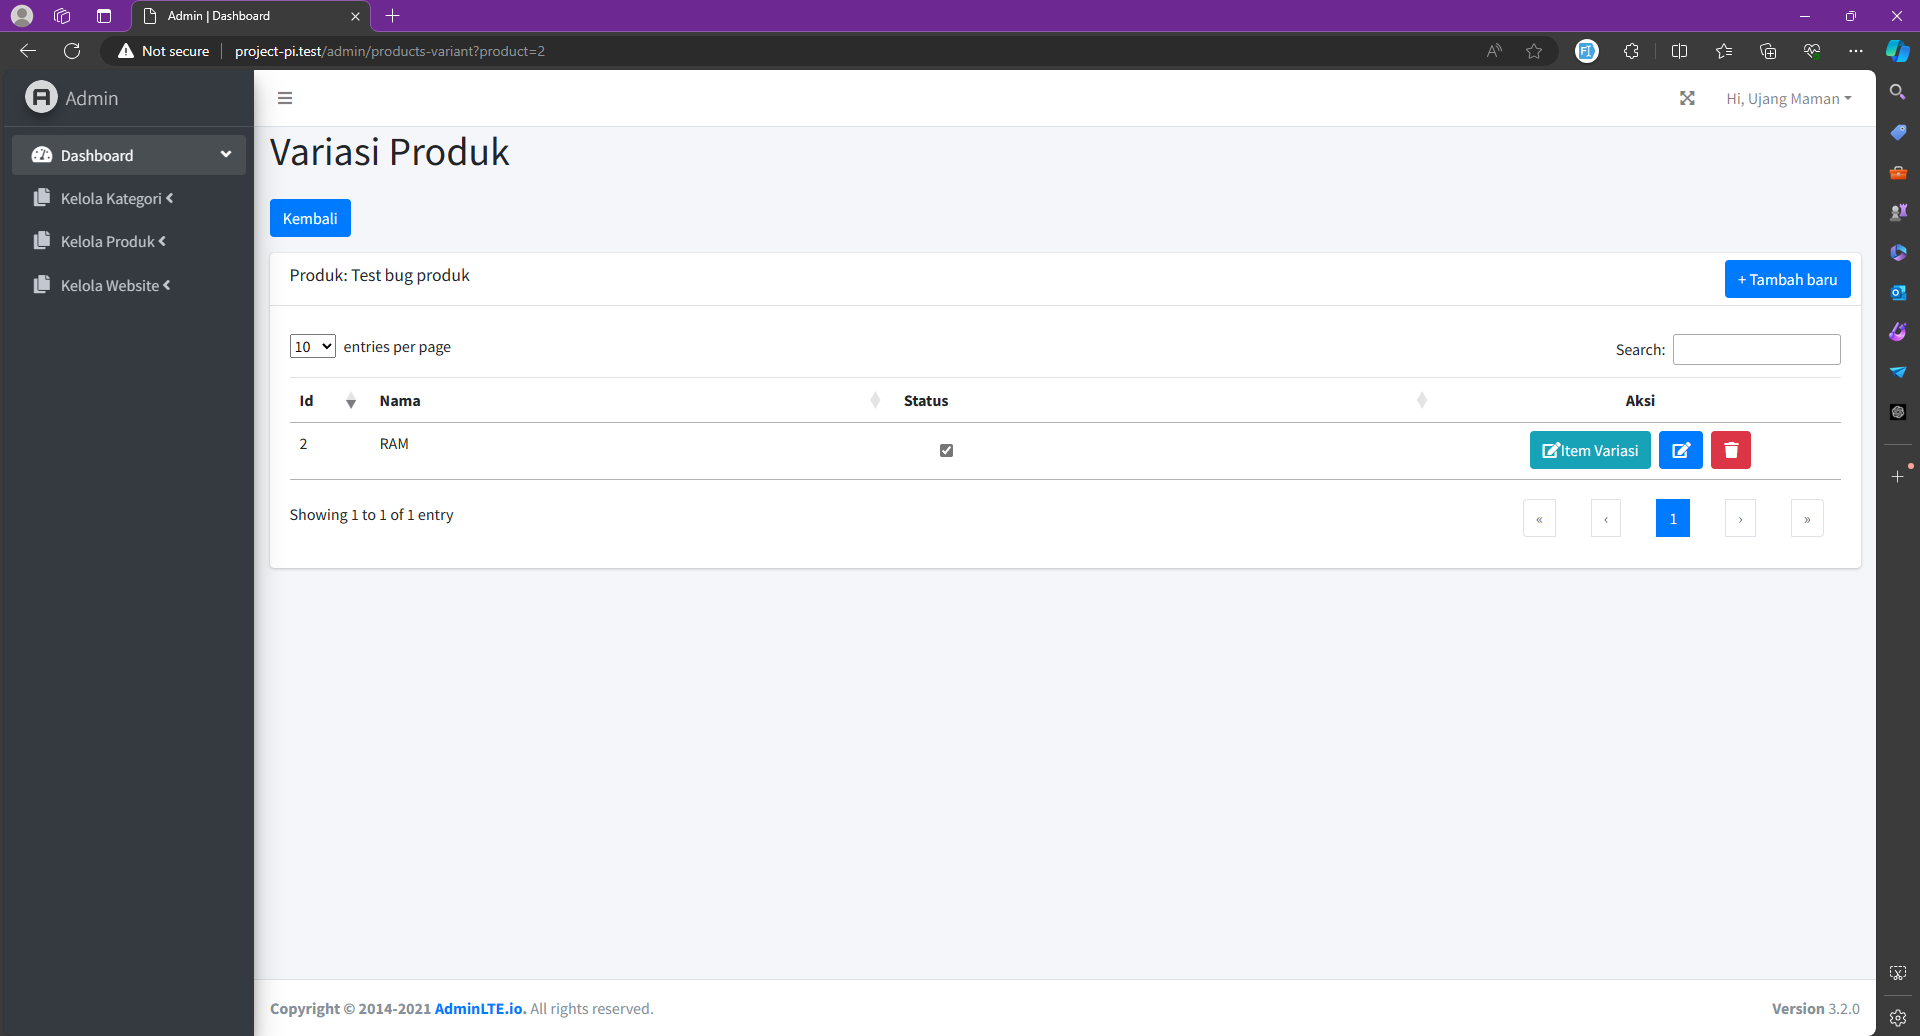 Admin | Dashboard
Not secure
project-pi.test/admin/products-variant?product=2
Admin
Hi, Ujang Maman
Dashboard
Kelola Kategori
Kelola Produk
Kelola Website
Variasi Produk
Kembali
Produk: Test bug produk
+ Tambah baru
10 entries per page
Search:
Id Nama Status Aksi
2 RAM Item Variasi
Showing 1 to 1 of 1 entry
« ‹ 1 › »
Copyright © 2014-2021 AdminLTE.io. All rights reserved.
Version 3.2.0